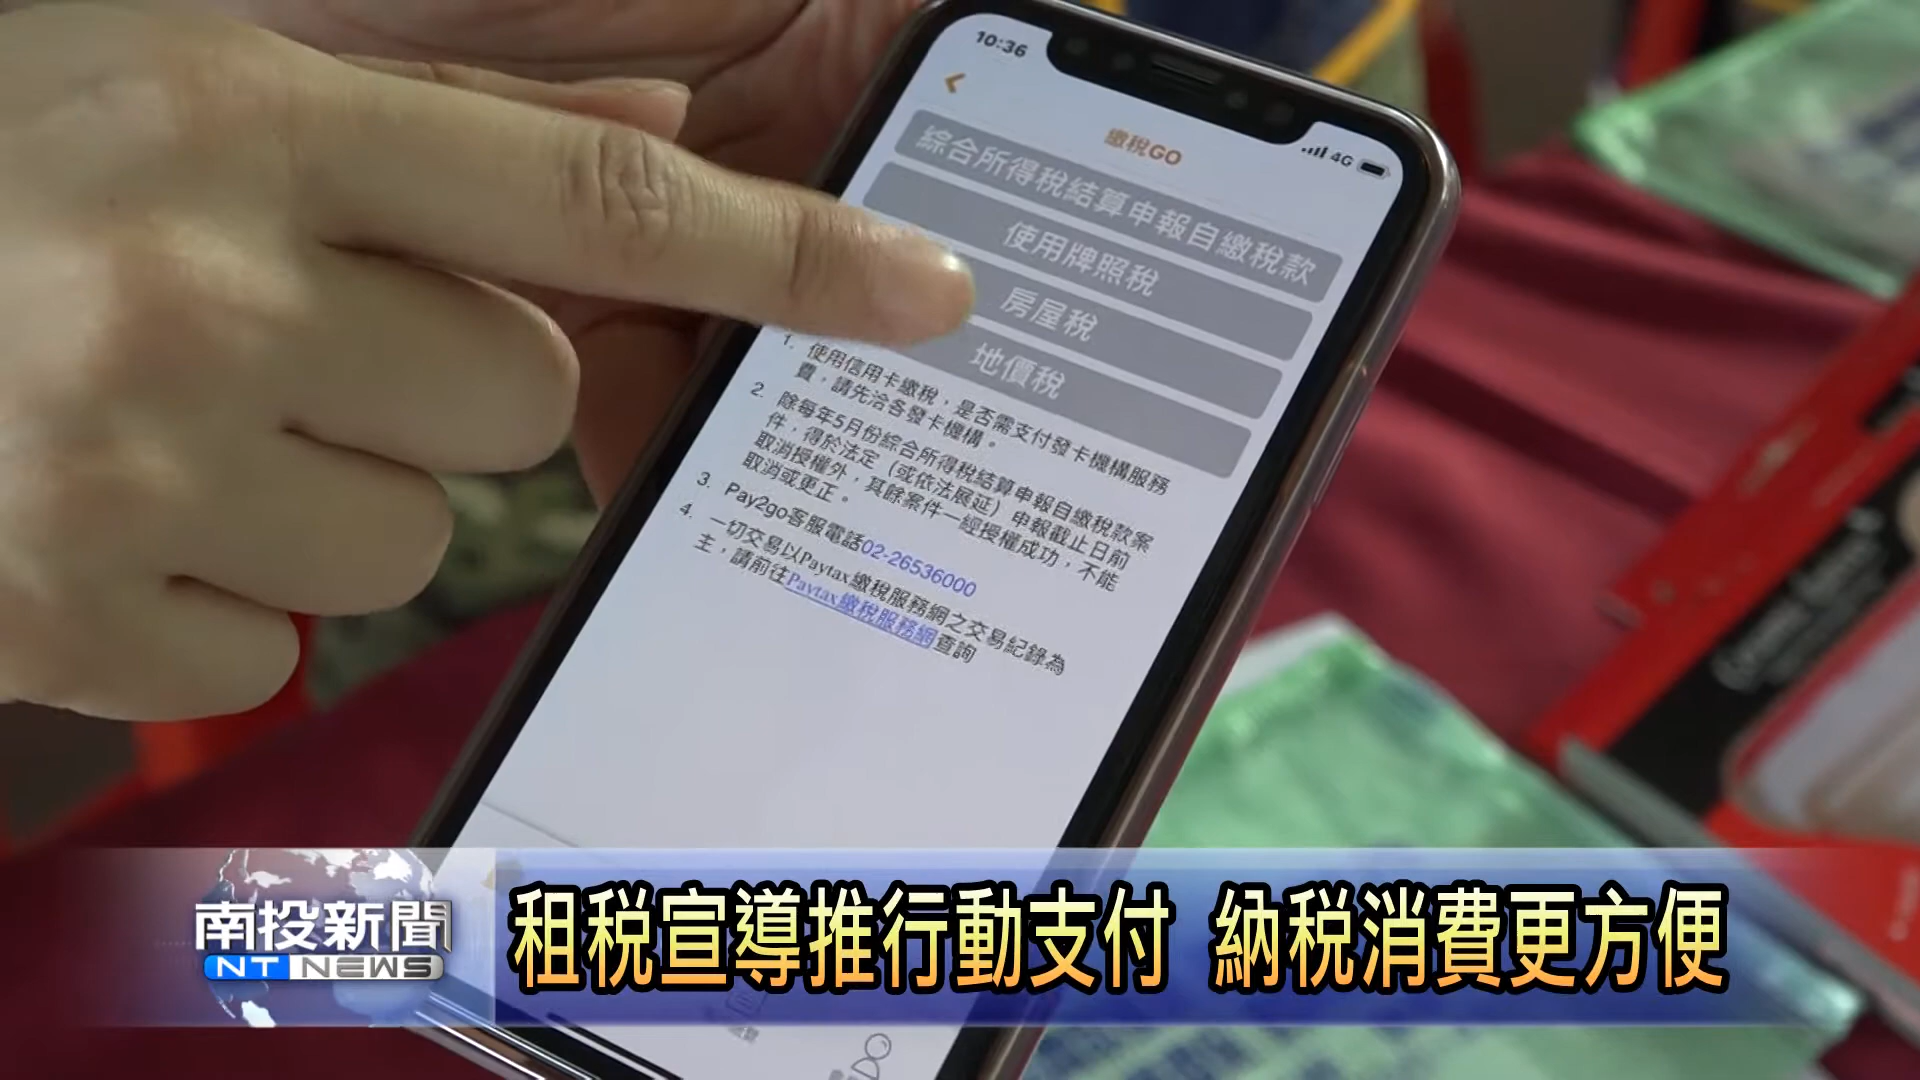 10:36
4G
繳稅GO
綜合所得稅結算申報自繳稅款
使用牌照稅
房屋稅
地價稅
1. 使用信用卡繳稅，是否需支付發卡機構服務
費，請先洽各發卡機構。
2. 除每年5月份綜合所得稅結算申報自繳稅款案
件，得於法定（或依法展延）申報截止日前
取消授權外，其餘案件一經授權成功，不能
取消或更正。
3. Pay2go客服電話02-26536000
4. 一切交易以Paytax繳稅服務網之交易紀錄為
主，請前往Paytax繳稅服務網查詢
南投新聞
NT NEWS
租稅宣導推行動支付 納稅消費更方便